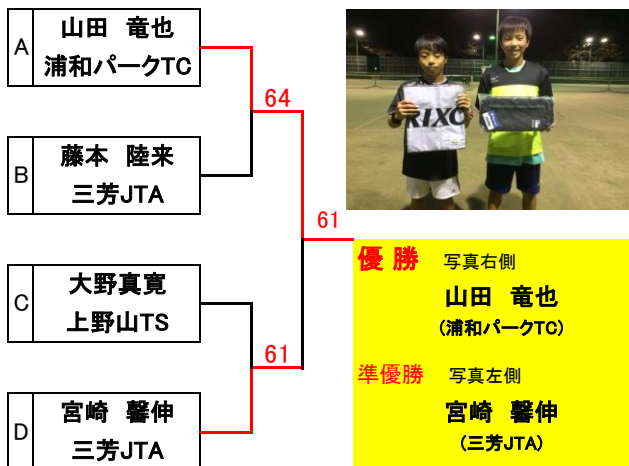 A
山田　竜也
浦和パークTC
64
B
藤本　陸来
三芳JTA
61
C
大野真寛
上野山TS
61
D
宮崎　馨伸
三芳JTA
RIXO
優 勝　写真右側
山田　竜也
(浦和パークTC)
準優勝　写真左側
宮崎　馨伸
(三芳JTA)